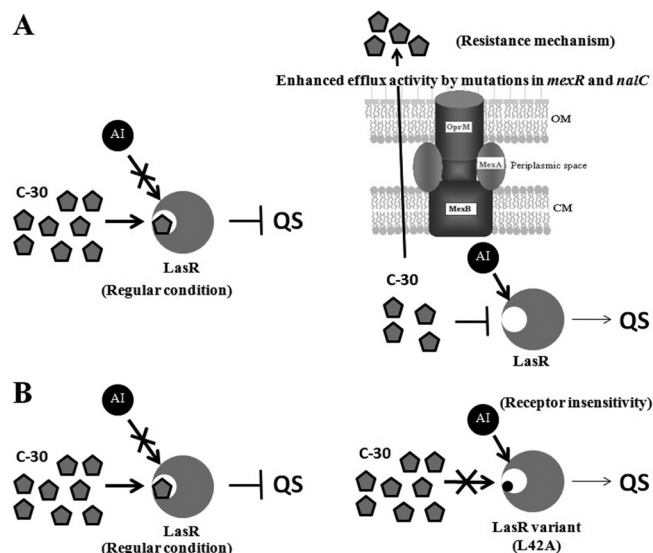 A
(Resistance mechanism)
Enhanced efflux activity by mutations in mexR and nalC
OprM
OM
MexA
Periplasmic space
MexB
CM
AI
C-30
QS
LasR
(Regular condition)
AI
C-30
QS
LasR
B
AI
C-30
QS
LasR
(Regular condition)
(Receptor insensitivity)
AI
C-30
QS
LasR variant
(L42A)